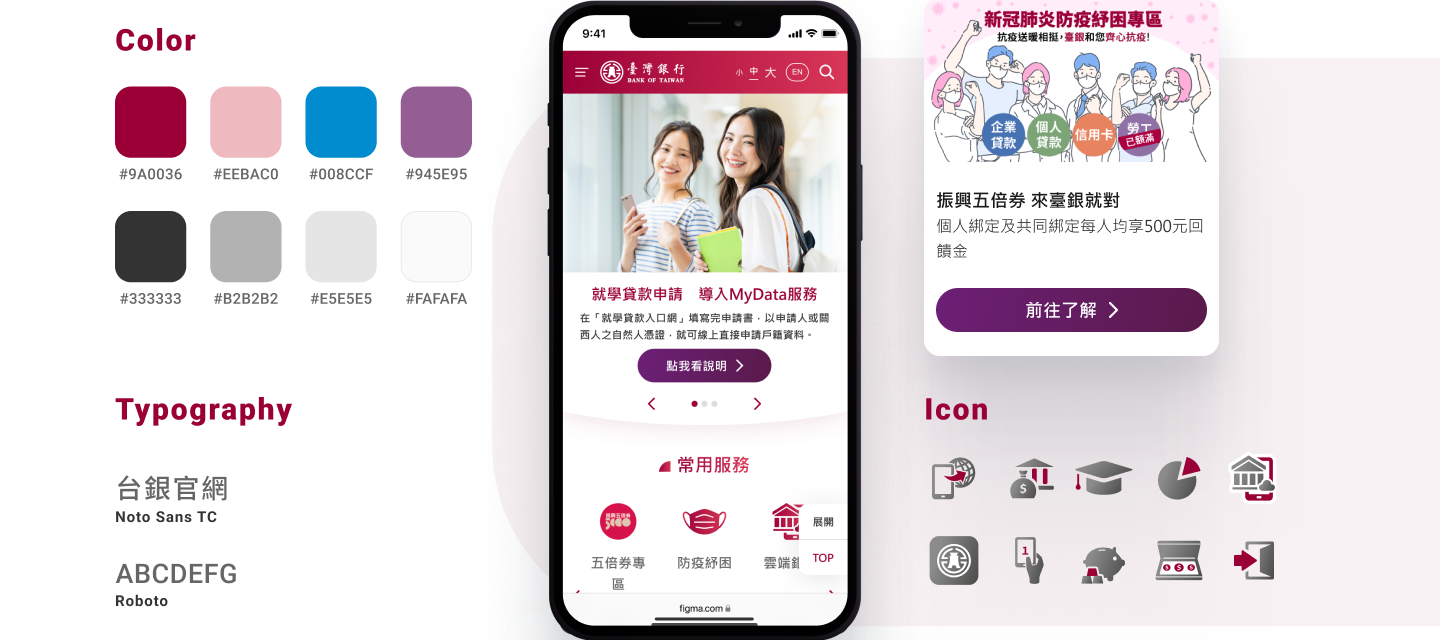 Color
#9A0036
#EEBAC0
#008CCF
#945E95
#333333
#B2B2B2
#E5E5E5
#FAFAFA
Typography
台銀官網
Noto Sans TC
ABCDEFG
Roboto
9:41
臺灣銀行
BANK OF TAIWAN
小 中 大 EN
就學貸款申請 導入MyData服務
在「就學貸款入口網」填寫完申請書，以申請人或關
西人之自然人憑證，就可線上直接申請戶籍資料。
點我看說明
常用服務
振興五倍券
5000
五倍券專
區
防疫紓困
雲端
展開
TOP
figma.com
新冠肺炎防疫紓困專區
抗疫送暖相挺，臺銀和您齊心抗疫!
企業
貸款
個人
貸款
信用卡
勞工
已額滿
振興五倍券 來臺銀就對
個人綁定及共同綁定每人均享500元回
饋金
前往了解
Icon
$
1
$ $ $